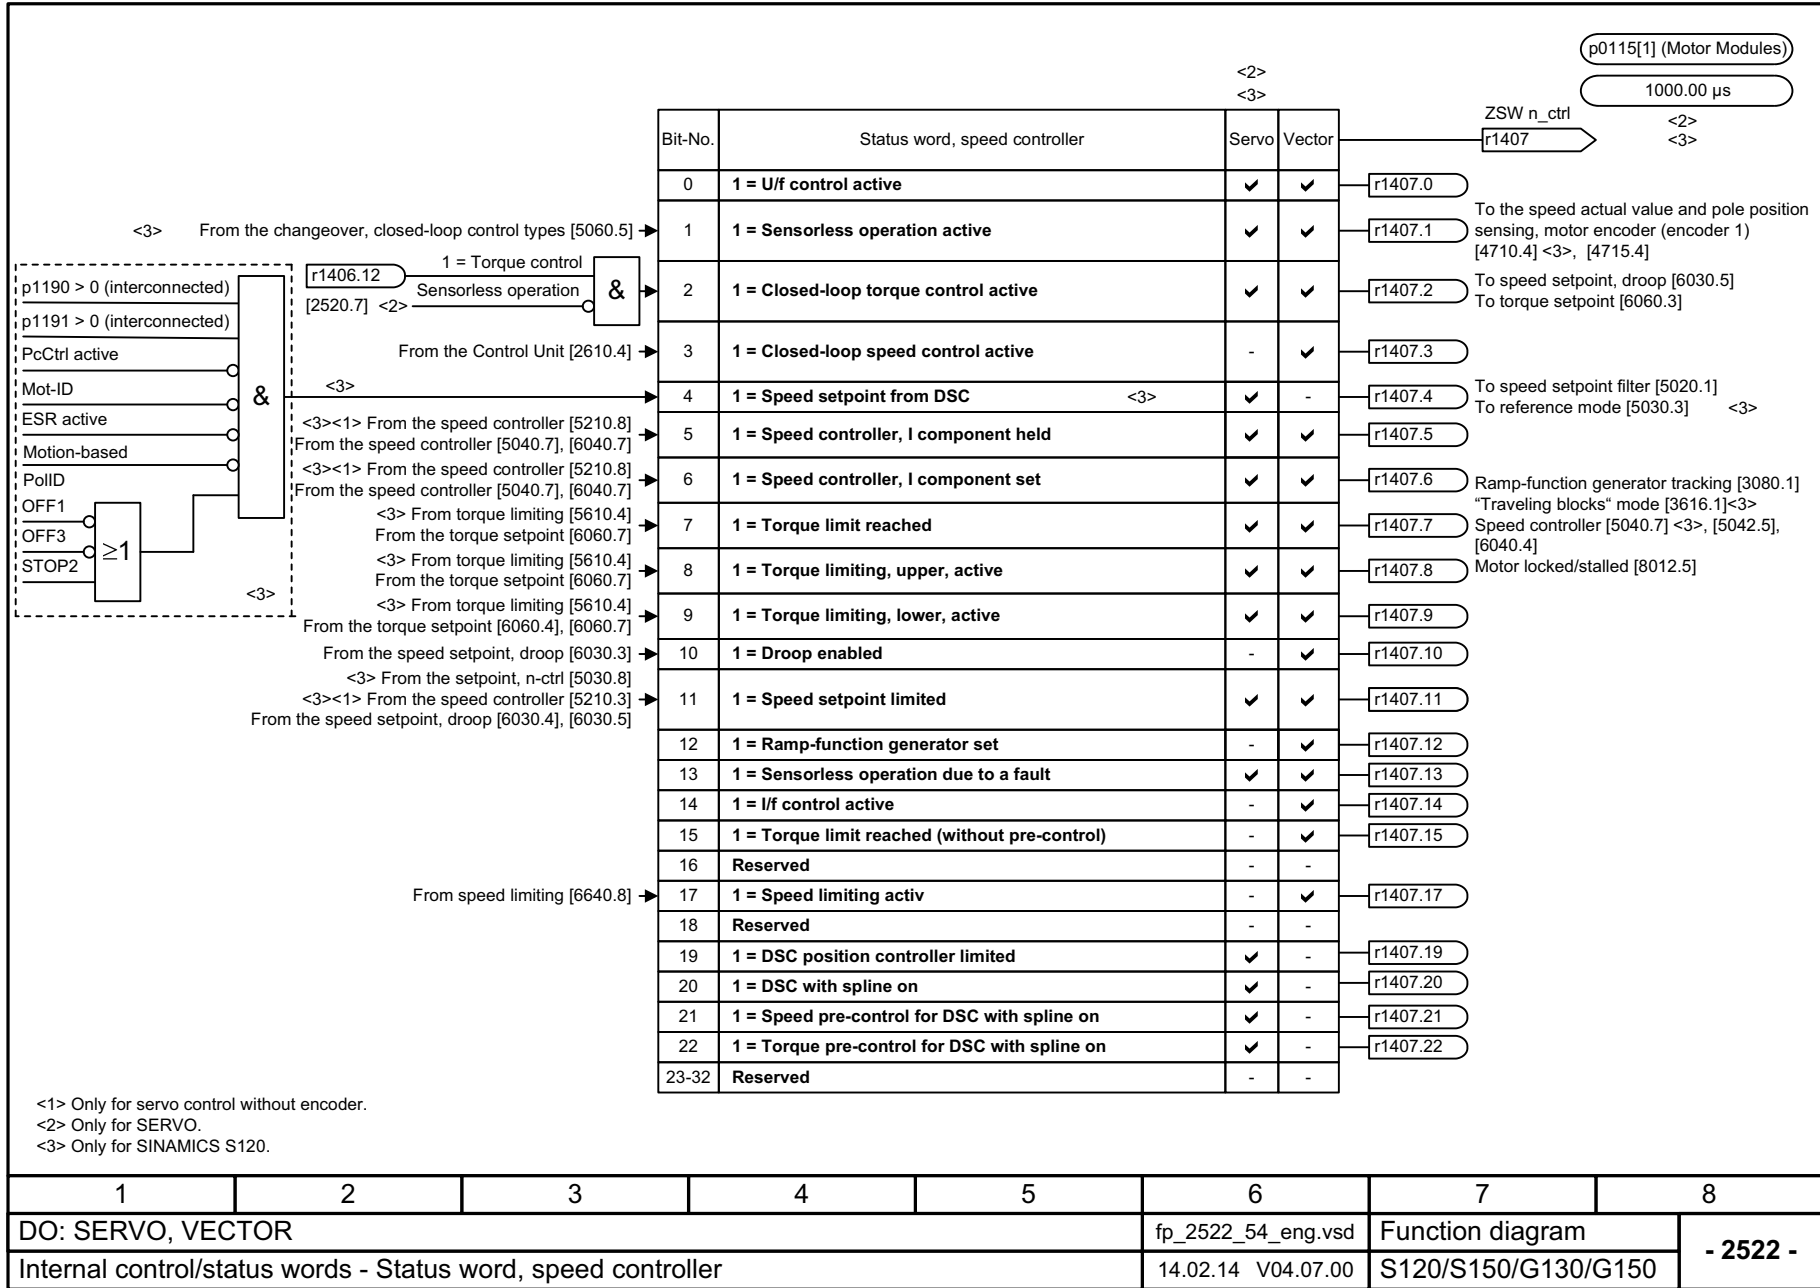 p0115[1] (Motor Modules)
<2>
<3>
1000.00 µs
<2>
<3>
ZSW n_ctrl
r1407
Bit-No. Status word, speed controller Servo Vector
0 1 = U/f control active ✔ ✔ r1407.0
<3> From the changeover, closed-loop control types [5060.5] 1 1 = Sensorless operation active ✔ ✔ r1407.1
To the speed actual value and pole position
sensing, motor encoder (encoder 1)
[4710.4] <3>, [4715.4]
r1406.12 1 = Torque control
[2520.7] <2> Sensorless operation
&
2 1 = Closed-loop torque control active ✔ ✔ r1407.2
To speed setpoint, droop [6030.5]
To torque setpoint [6060.3]
From the Control Unit [2610.4] 3 1 = Closed-loop speed control active - ✔ r1407.3
p1190 > 0 (interconnected)
p1191 > 0 (interconnected)
PcCtrl active
Mot-ID
ESR active
Motion-based
PolID
OFF1
OFF3
STOP2
≥1
&
<3>
<3>
4 1 = Speed setpoint from DSC <3> ✔ - r1407.4
To speed setpoint filter [5020.1]
To reference mode [5030.3] <3>
<3><1> From the speed controller [5210.8]
From the speed controller [5040.7], [6040.7]
5 1 = Speed controller, I component held ✔ ✔ r1407.5
<3><1> From the speed controller [5210.8]
From the speed controller [5040.7], [6040.7]
6 1 = Speed controller, I component set ✔ ✔ r1407.6
<3> From torque limiting [5610.4]
From the torque setpoint [6060.7]
7 1 = Torque limit reached ✔ ✔ r1407.7
Ramp-function generator tracking [3080.1]
“Traveling blocks“ mode [3616.1]<3>
Speed controller [5040.7] <3>, [5042.5],
[6040.4]
Motor locked/stalled [8012.5]
<3> From torque limiting [5610.4]
From the torque setpoint [6060.7]
8 1 = Torque limiting, upper, active ✔ ✔ r1407.8
<3> From torque limiting [5610.4]
From the torque setpoint [6060.4], [6060.7]
9 1 = Torque limiting, lower, active ✔ ✔ r1407.9
From the speed setpoint, droop [6030.3] 10 1 = Droop enabled - ✔ r1407.10
<3> From the setpoint, n-ctrl [5030.8]
<3><1> From the speed controller [5210.3]
From the speed setpoint, droop [6030.4], [6030.5]
11 1 = Speed setpoint limited ✔ ✔ r1407.11
12 1 = Ramp-function generator set - ✔ r1407.12
13 1 = Sensorless operation due to a fault ✔ ✔ r1407.13
14 1 = I/f control active - ✔ r1407.14
15 1 = Torque limit reached (without pre-control) - ✔ r1407.15
16 Reserved - -
From speed limiting [6640.8] 17 1 = Speed limiting activ - ✔ r1407.17
18 Reserved - -
19 1 = DSC position controller limited ✔ - r1407.19
20 1 = DSC with spline on ✔ - r1407.20
21 1 = Speed pre-control for DSC with spline on ✔ - r1407.21
22 1 = Torque pre-control for DSC with spline on ✔ - r1407.22
23-32 Reserved - -
<1> Only for servo control without encoder.
<2> Only for SERVO.
<3> Only for SINAMICS S120.
1 2 3 4 5 6 7 8
DO: SERVO, VECTOR fp_2522_54_eng.vsd Function diagram - 2522 -
Internal control/status words - Status word, speed controller 14.02.14 V04.07.00 S120/S150/G130/G150